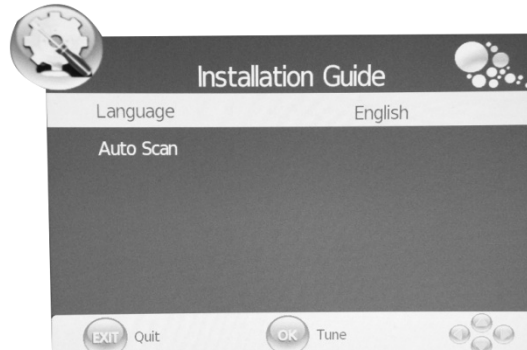 Installation Guide
Language English
Auto Scan
EXIT Quit OK Tune